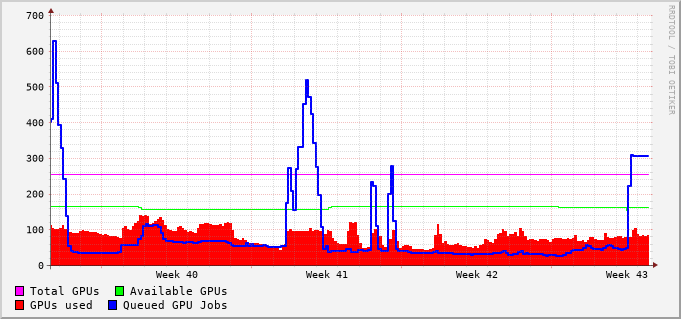 700
600
500
400
300
200
100
0
Week 40 Week 41 Week 42 Week 43
Total GPUs Available GPUs
GPUs used Queued GPU Jobs
RRDTOOL / TOBI OETIKER